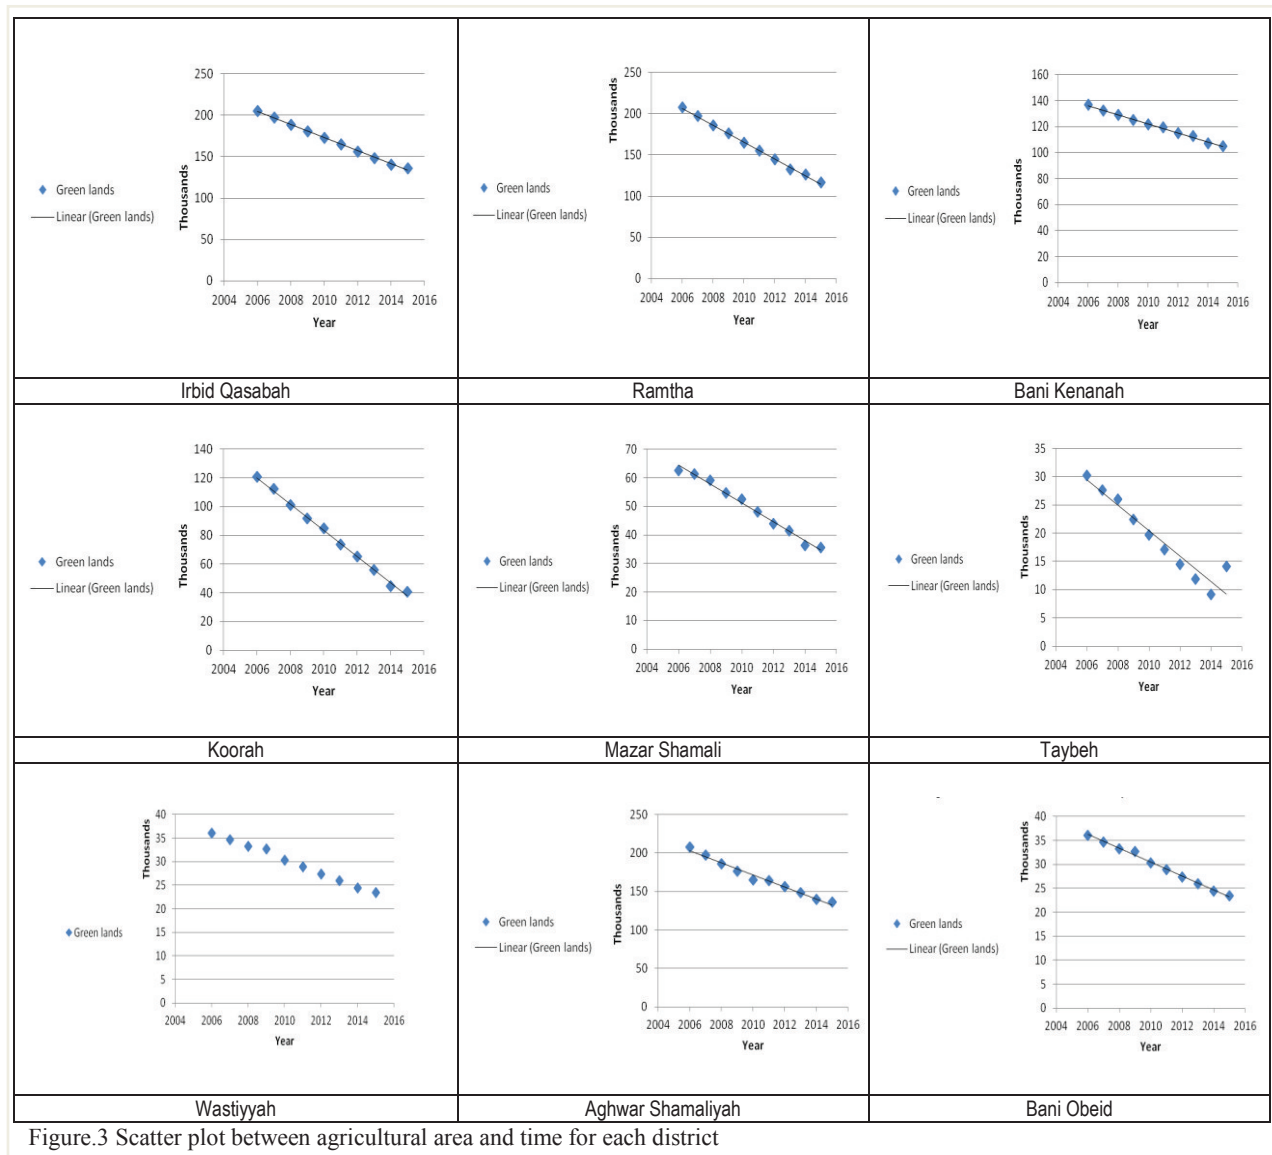 250
200
150
100
50
0
2004 2006 2008 2010 2012 2014 2016
Thousands
Year
Green lands
Linear (Green lands)
Irbid Qasabah
250
200
150
100
50
0
2004 2006 2008 2010 2012 2014 2016
Thousands
Year
Green lands
Linear (Green lands)
Ramtha
160
140
120
100
80
60
40
20
0
2004 2006 2008 2010 2012 2014 2016
Thousands
Year
Green lands
Linear (Green lands)
Bani Kenanah
140
120
100
80
60
40
20
0
2004 2006 2008 2010 2012 2014 2016
Thousands
Year
Green lands
Linear (Green lands)
Koorah
70
60
50
40
30
20
10
0
2004 2006 2008 2010 2012 2014 2016
Thousands
Year
Green lands
Linear (Green lands)
Mazar Shamali
35
30
25
20
15
10
5
0
2004 2006 2008 2010 2012 2014 2016
Thousands
Year
Green lands
Linear (Green lands)
Taybeh
40
35
30
25
20
15
10
5
0
2004 2006 2008 2010 2012 2014 2016
Thousands
Year
Green lands
Wastiyyah
250
200
150
100
50
0
2004 2006 2008 2010 2012 2014 2016
Thousands
Year
Green lands
Linear (Green lands)
Aghwar Shamaliyah
40
35
30
25
20
15
10
5
0
2004 2006 2008 2010 2012 2014 2016
Thousands
Year
Green lands
Linear (Green lands)
Bani Obeid
Figure.3 Scatter plot between agricultural area and time for each district